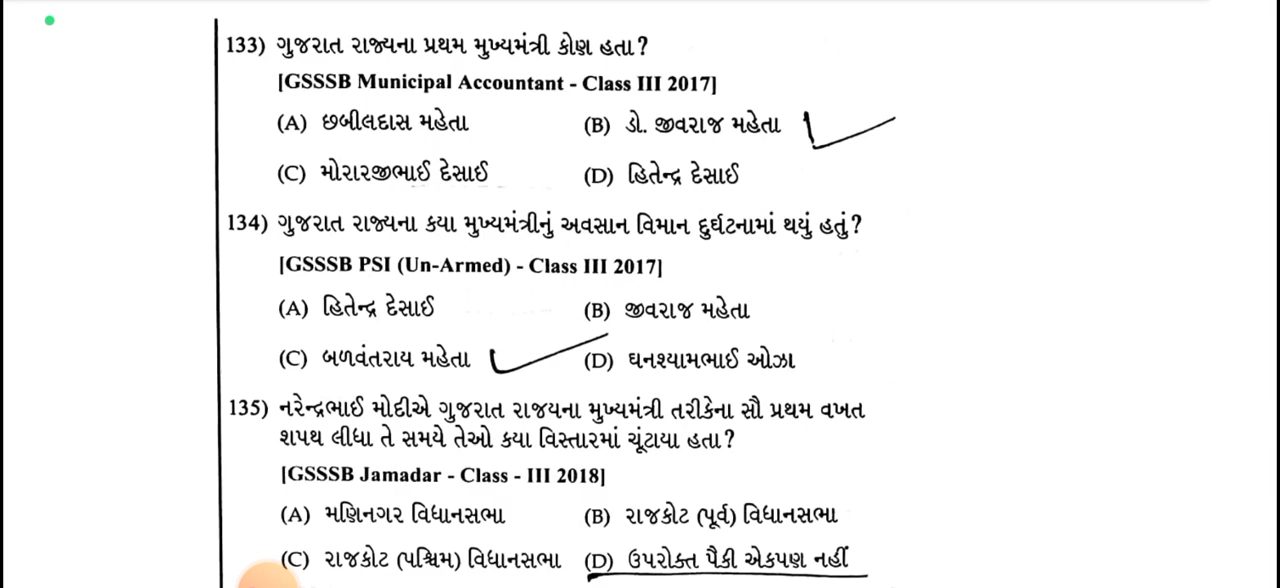 133) ગુજરાત રાજ્યના પ્રથમ મુખ્યમંત્રી કોણ હતા?
[GSSSB Municipal Accountant - Class III 2017]
(A) છબીલદાસ મહેતા (B) ડો. જીવરાજ મહેતા
(C) મોરારજીભાઈ દેસાઈ (D) હિતેન્દ્ર દેસાઈ
134) ગુજરાત રાજ્યના કયા મુખ્યમંત્રીનું અવસાન વિમાન દુર્ઘટનામાં થયું હતું?
[GSSSB PSI (Un-Armed) - Class III 2017]
(A) હિતેન્દ્ર દેસાઈ (B) જીવરાજ મહેતા
(C) બળવંતરાય મહેતા (D) ઘનશ્યામભાઈ ઓઝા
135) નરેન્દ્રભાઈ મોદીએ ગુજરાત રાજયના મુખ્યમંત્રી તરીકેના સૌ પ્રથમ વખત
શપથ લીધા તે સમયે તેઓ કયા વિસ્તારમાં ચૂંટાયા હતા?
[GSSSB Jamadar - Class - III 2018]
(A) મણિનગર વિધાનસભા (B) રાજકોટ (પૂર્વ) વિધાનસભા
(C) રાજકોટ (પશ્ચિમ) વિધાનસભા (D) ઉપરોક્ત પૈકી એકપણ નહીં